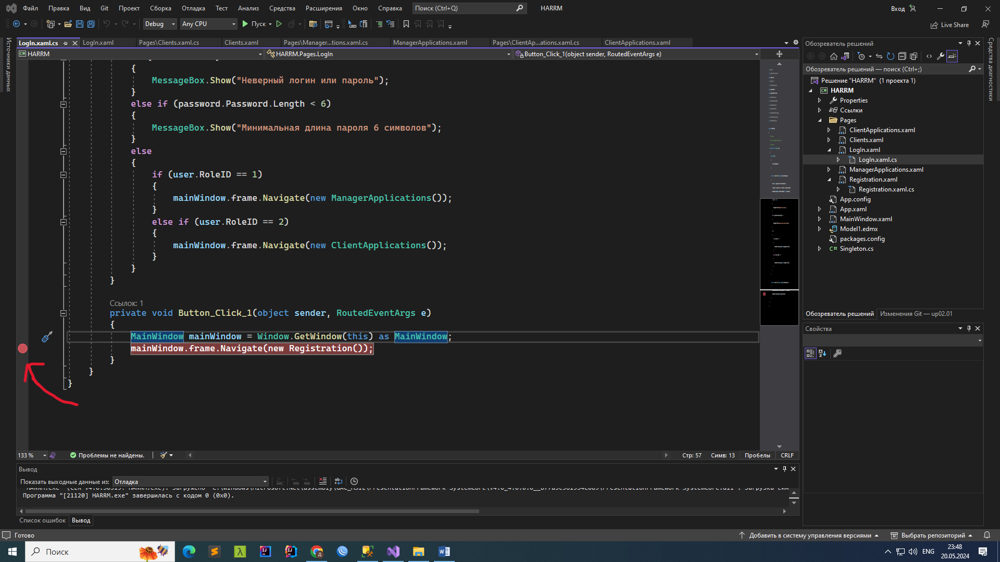 Файл Правка Вид Git Проект Сборка Отладка Тест Анализ Средства Расширения Окно Справка Поиск (Ctrl+Q) HARRM Вход
Debug Any CPU Пуск Live Share
Источники данных
LogIn.xaml.cs LogIn.xaml Pages\Clients.xaml.cs Clients.xaml Pages\Manager...tions.xaml.cs ManagerApplications.xaml Pages\ClientAp...ations.xaml.cs ClientApplications.xaml
C# HARRM HARRM.Pages.LogIn Button_Click_1(object sender, RoutedEventArgs e)
{
MessageBox.Show("Неверный логин или пароль");
}
else if (password.Password.Length < 6)
{
MessageBox.Show("Минимальная длина пароля 6 символов");
}
else
{
if (user.RoleID == 1)
{
mainWindow.frame.Navigate(new ManagerApplications());
}
else if (user.RoleID == 2)
{
mainWindow.frame.Navigate(new ClientApplications());
}
}
}
Ссылок: 1
private void Button_Click_1(object sender, RoutedEventArgs e)
{
MainWindow mainWindow = Window.GetWindow(this) as MainWindow;
mainWindow.frame.Navigate(new Registration());
}
}
}
133 % Проблемы не найдены. Стр: 57 Симв: 13 Пробелы CRLF
Вывод
Показать выходные данные из: Отладка
Программа "[21120] HARRM.exe" завершилась с кодом 0 (0x0).
Список ошибок Вывод
Обозреватель решений
Обозреватель решений — поиск (Ctrl+;)
Решение "HARRM" (1 проекта 1)
C# HARRM
Properties
Ссылки
Pages
ClientApplications.xaml
Clients.xaml
LogIn.xaml
LogIn.xaml.cs
ManagerApplications.xaml
Registration.xaml
Registration.xaml.cs
App.config
App.xaml
MainWindow.xaml
Model1.edmx
packages.config
C# Singleton.cs
Обозреватель решений Изменения Git — up02.01
Свойства
Средства диагностики
Готово Добавить в систему управления версиями Выбрать репозиторий
Поиск ENG 23:48
20.05.2024